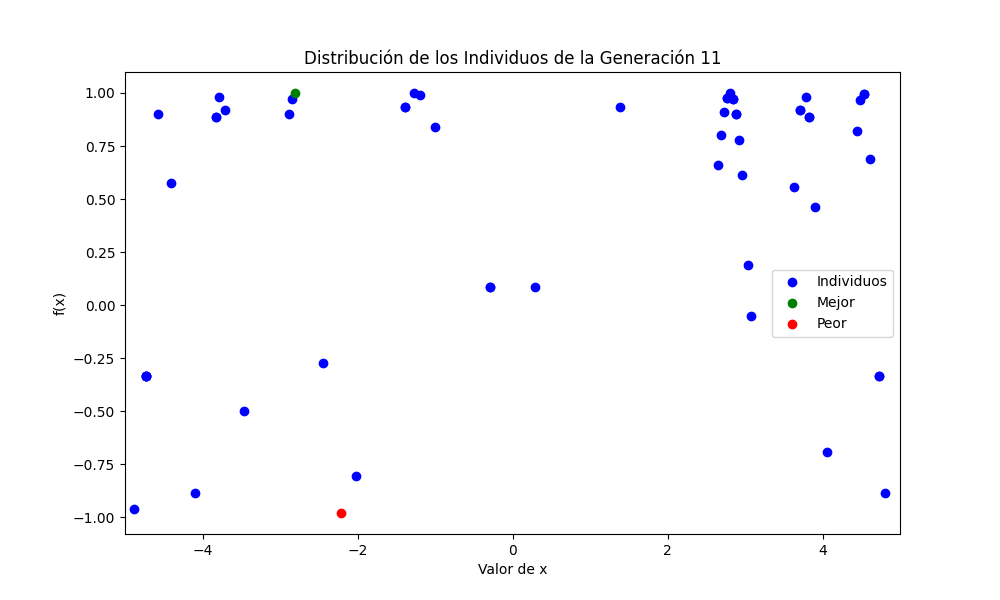 Distribución de los Individuos de la Generación 11
1.00
0.75
0.50
0.25
0.00
−0.25
−0.50
−0.75
−1.00
f(x)
Individuos
Mejor
Peor
−4
−2
0
2
4
Valor de x